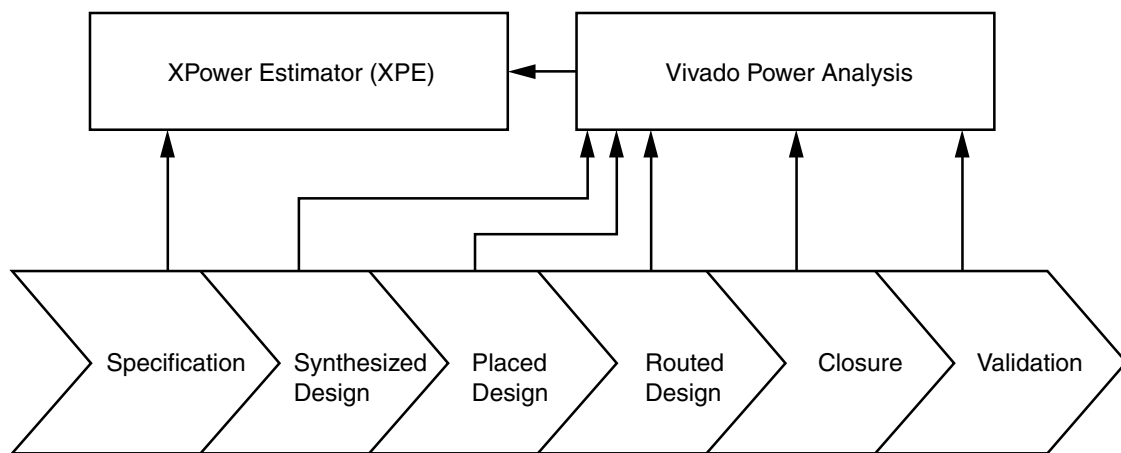 XPower Estimator (XPE)
Vivado Power Analysis
Specification
Synthesized
Design
Placed
Design
Routed
Design
Closure
Validation